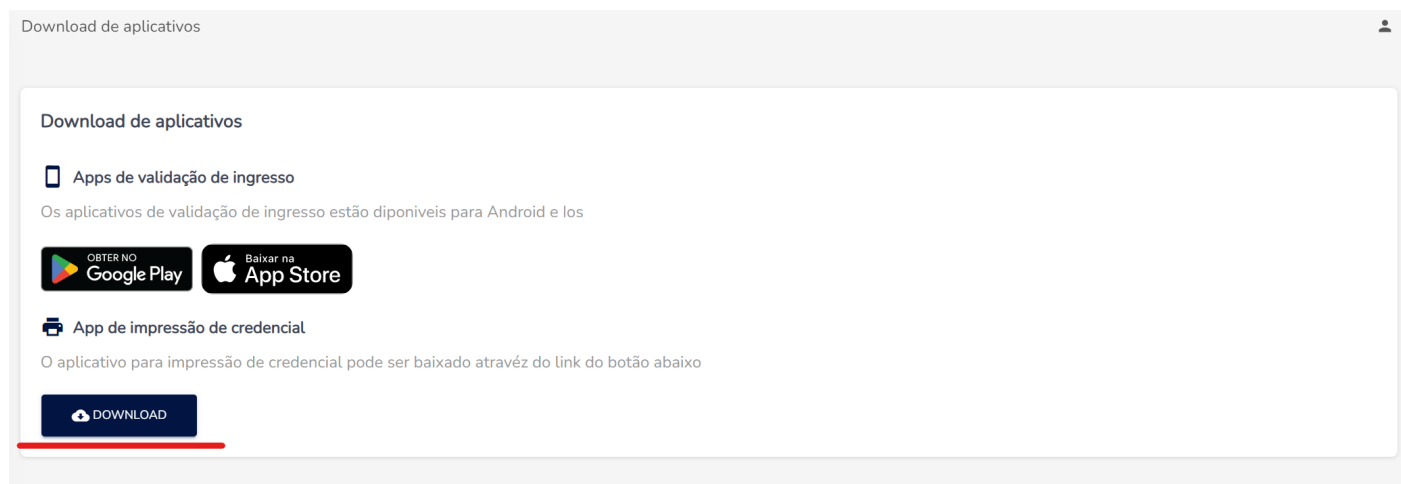 Download de aplicativos
Download de aplicativos
Apps de validação de ingresso
Os aplicativos de validação de ingresso estão diponiveis para Android e Ios
OBTER NO
Google Play
Baixar na
App Store
App de impressão de credencial
O aplicativo para impressão de credencial pode ser baixado atravéz do link do botão abaixo
DOWNLOAD